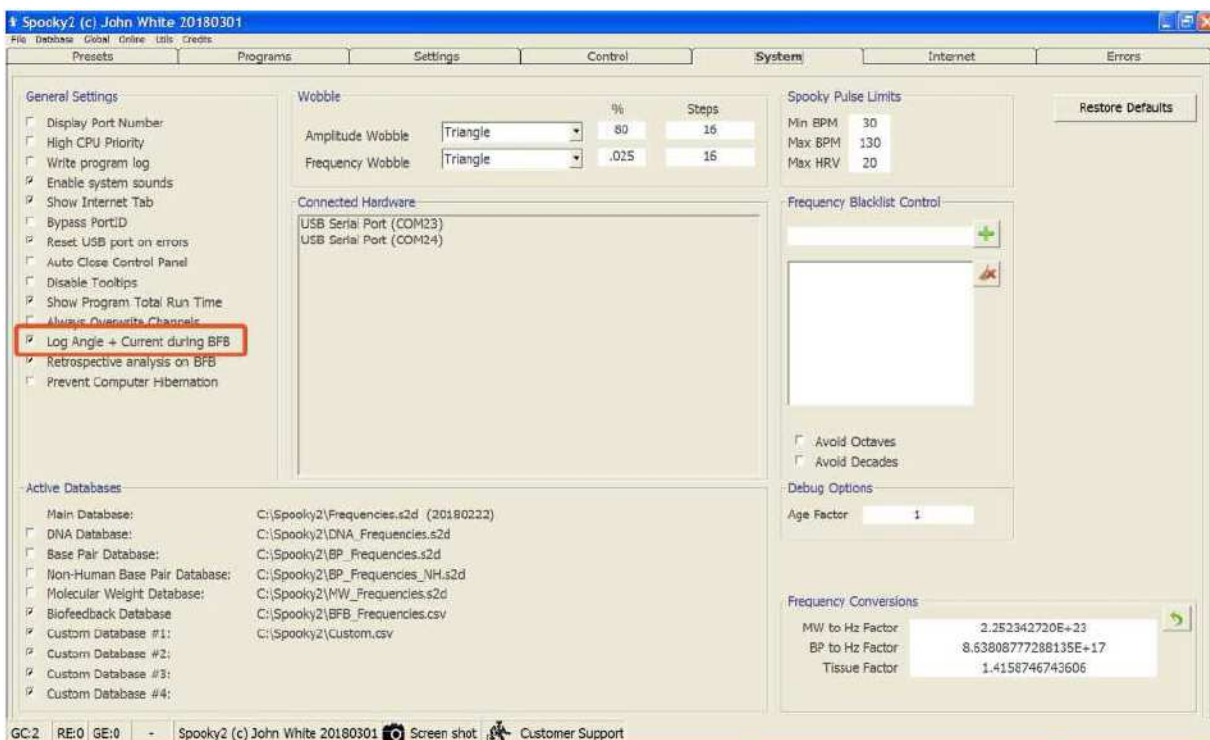 Spooky2 (c) John White 20180301
File Database Global Online Utils Credits
Presets Programs Settings Control System Internet Errors
General Settings
Display Port Number
High CPU Priority
Write program log
Enable system sounds
Show Internet Tab
Bypass PortID
Reset USB port on errors
Auto Close Control Panel
Disable Tooltips
Show Program Total Run Time
Always Overwrite Channels
Log Angle + Current during BFB
Retrospective analysis on BFB
Prevent Computer Hibernation
Wobble
% Steps
Amplitude Wobble Triangle 80 16
Frequency Wobble Triangle .025 16
Connected Hardware
USB Serial Port (COM23)
USB Serial Port (COM24)
Spooky Pulse Limits
Min BPM 30
Max BPM 130
Max HRV 20
Restore Defaults
Frequency Blacklist Control
Avoid Octaves
Avoid Decades
Active Databases
Main Database: C:\Spooky2\Frequencies.s2d (20180222)
DNA Database: C:\Spooky2\DNA_Frequencies.s2d
Base Pair Database: C:\Spooky2\BP_Frequencies.s2d
Non-Human Base Pair Database: C:\Spooky2\BP_Frequencies_NH.s2d
Molecular Weight Database: C:\Spooky2\MW_Frequencies.s2d
Biofeedback Database C:\Spooky2\BFB_Frequencies.csv
Custom Database #1: C:\Spooky2\Custom.csv
Custom Database #2:
Custom Database #3:
Custom Database #4:
Debug Options
Age Factor 1
Frequency Conversions
MW to Hz Factor 2.252342720E+23
BP to Hz Factor 8.63808777288135E+17
Tissue Factor 1.4158746743606
GC:2 RE:0 GE:0 - Spooky2 (c) John White 20180301 Screen shot Customer Support